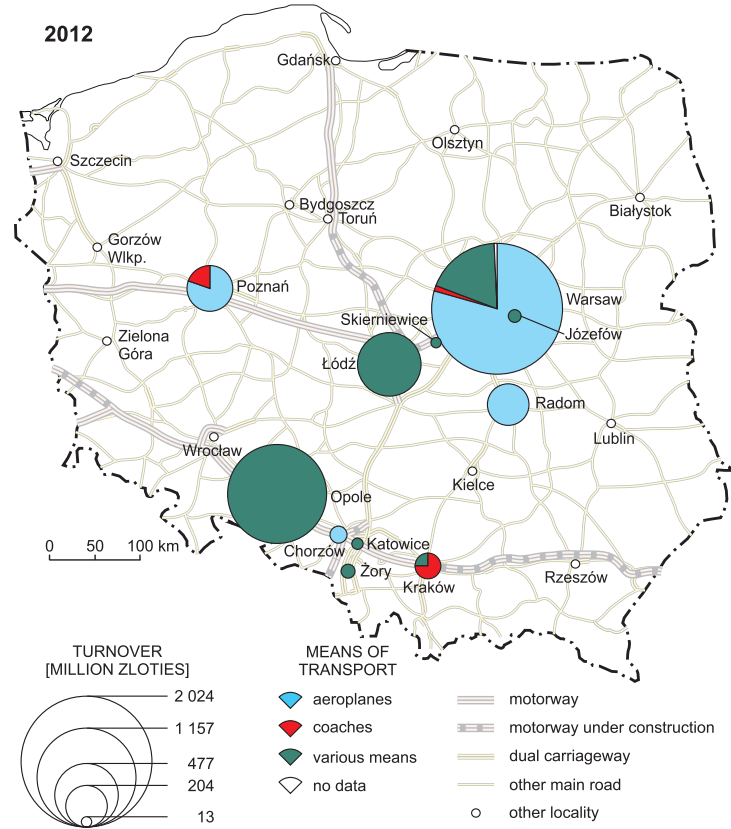 2012
Gdańsk
Olsztyn
Szczecin
Bydgoszcz
Toruń
Białystok
Gorzów
Wlkp.
Poznań
Warsaw
Skierniewice
Józefów
Zielona
Góra
Łódź
Radom
Lublin
Wrocław
Kielce
Opole
0 50 100 km
Chorzów
Katowice
Żory
Kraków
Rzeszów
TURNOVER
[MILLION ZLOTIES]
2 024
1 157
477
204
13
MEANS OF
TRANSPORT
aeroplanes
coaches
various means
no data
motorway
motorway under construction
dual carriageway
other main road
other locality